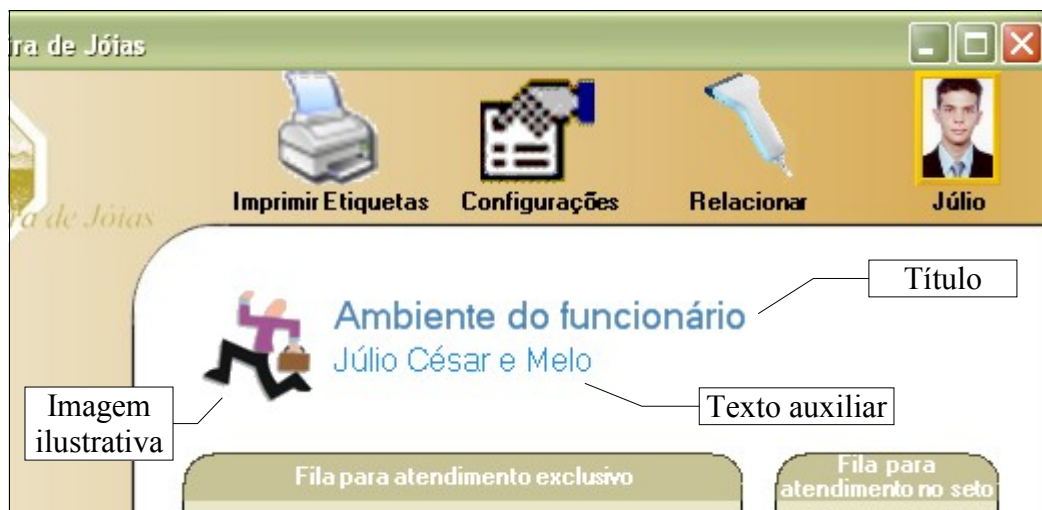 ira de Jóias
Imprimir Etiquetas
Configurações
Relacionar
Júlio
ra de Jóias
Ambiente do funcionário
Título
Júlio César e Melo
Imagem
ilustrativa
Texto auxiliar
Fila para atendimento exclusivo
Fila para
atendimento no seto